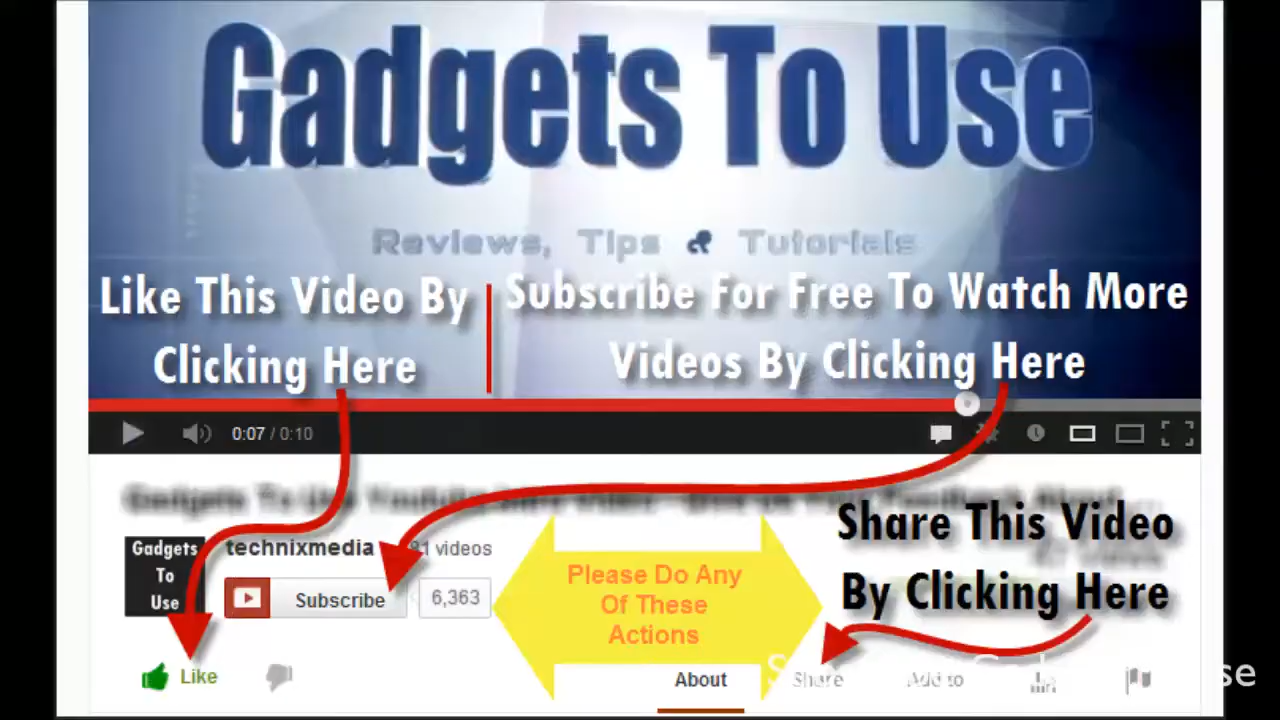 Gadgets To Use
Reviews, Tips & Tutorials
Like This Video By
Clicking Here
Subscribe For Free To Watch More
Videos By Clicking Here
0:07 / 0:10
Share This Video
By Clicking Here
Gadgets
To
Use
technixmedia
81 videos
Subscribe
6,363
Please Do Any
Of These
Actions
Like
About
Share
Add to